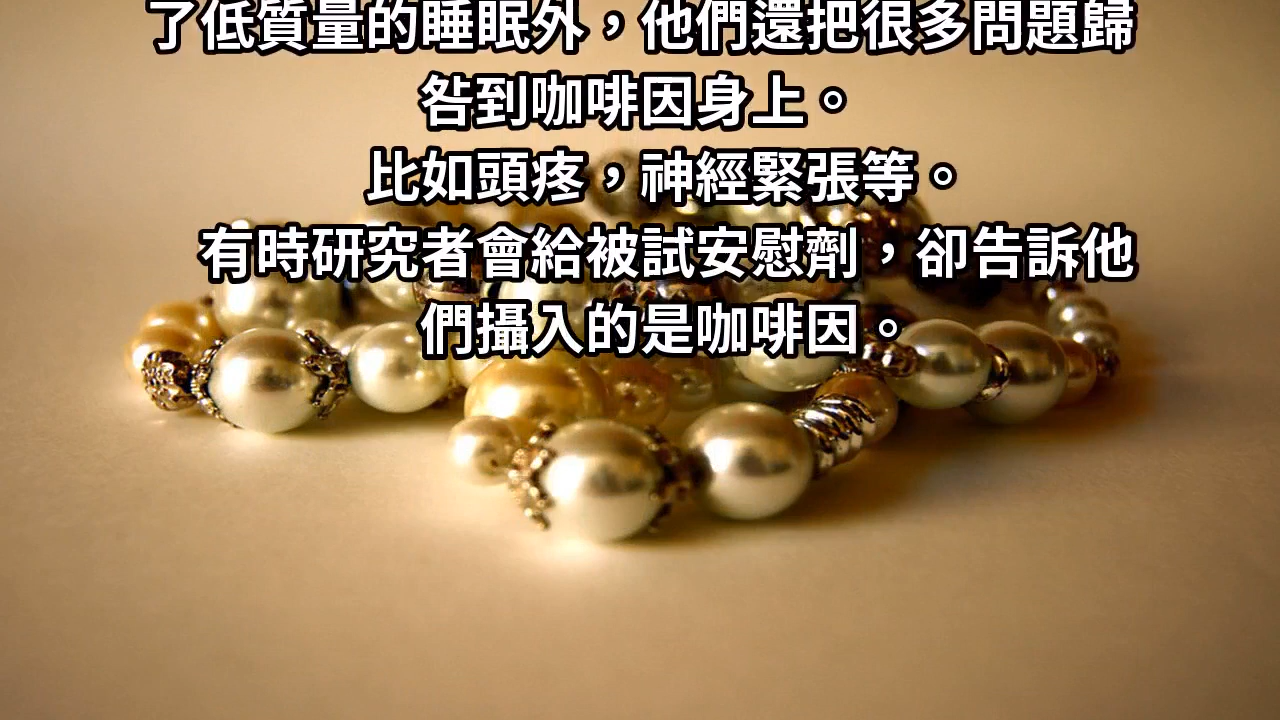 了低質量的睡眠外，他們還把很多問題歸
咎到咖啡因身上。
比如頭疼，神經緊張等。
有時研究者會給被試安慰劑，卻告訴他
們攝入的是咖啡因。